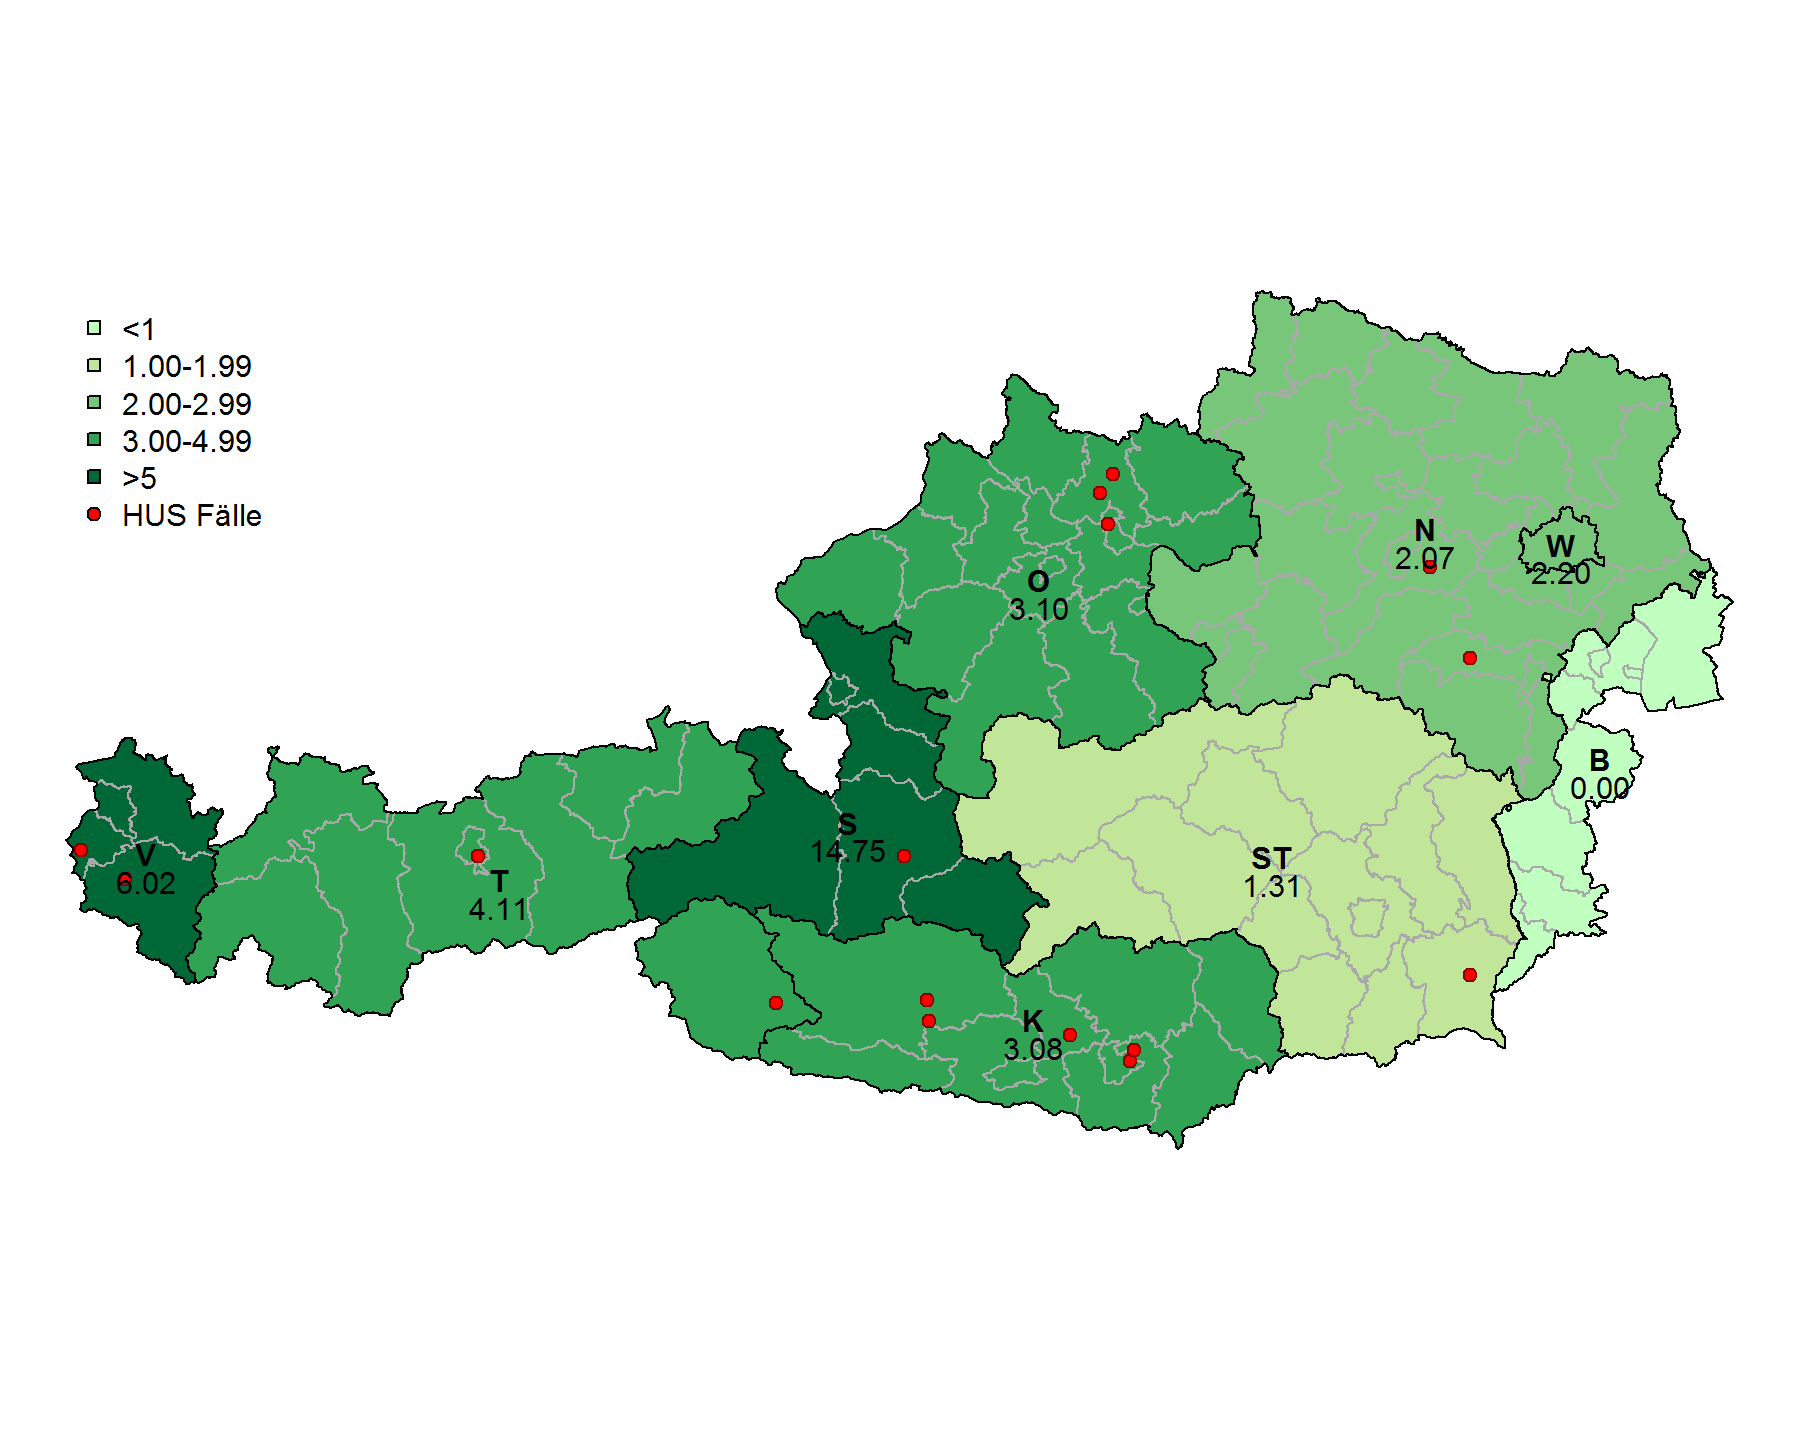 <1
1.00-1.99
2.00-2.99
3.00-4.99
>5
HUS Fälle
N
2.07
W
2.20
O
3.10
B
0.00
S
14.75
V
6.02
ST
1.31
T
4.11
K
3.08